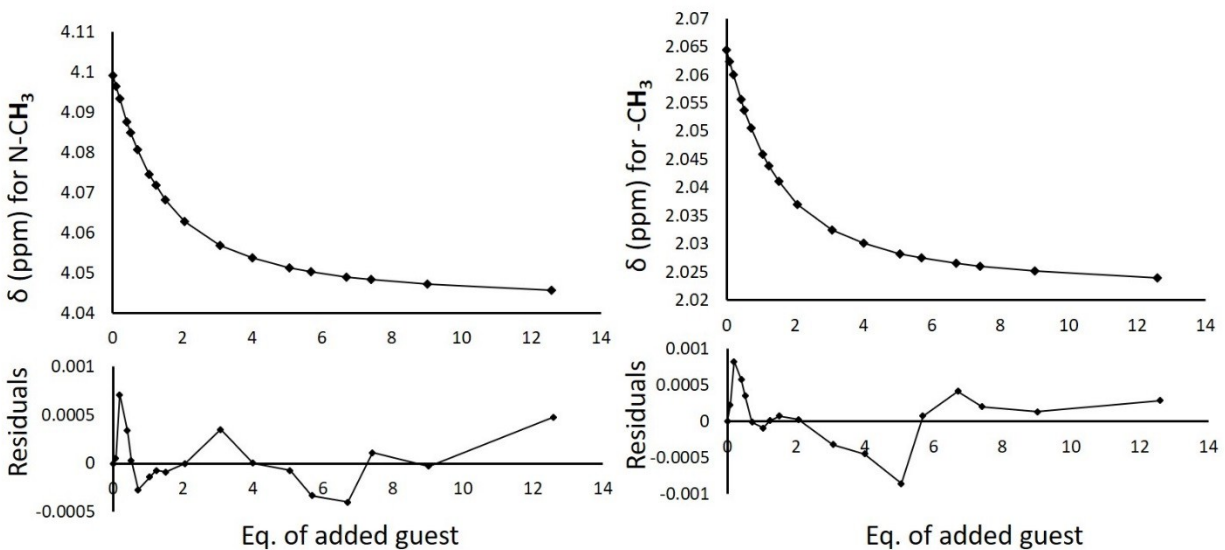 4.11
4.1
4.09
4.08
4.07
4.06
4.05
4.04
δ (ppm) for N-CH3
0 2 4 6 8 10 12 14
2.07
2.065
2.06
2.055
2.05
2.045
2.04
2.035
2.03
2.025
2.02
δ (ppm) for -CH3
0 2 4 6 8 10 12 14
0.001
0.0005
0
-0.0005
Residuals
0 2 4 6 8 10 12 14
Eq. of added guest
0.001
0.0005
0
-0.0005
-0.001
Residuals
0 2 4 6 8 10 12 14
Eq. of added guest